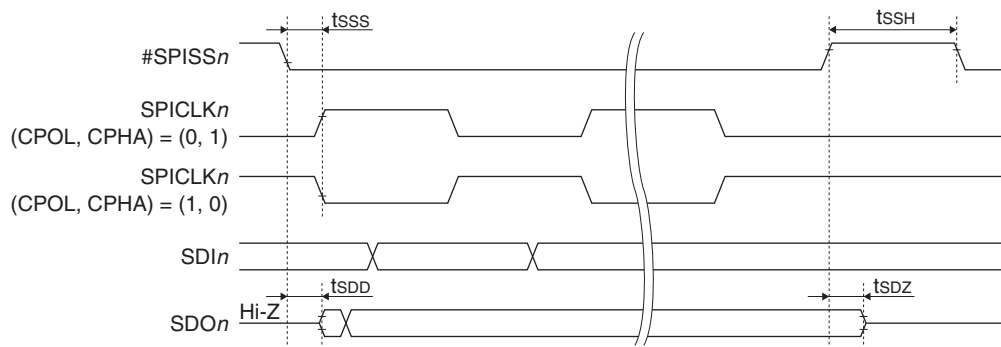 tSSS
tSSH
#SPISSn
SPICLKn
(CPOL, CPHA) = (0, 1)
SPICLKn
(CPOL, CPHA) = (1, 0)
SDIn
tSDD
tSDZ
Hi-Z
SDOn